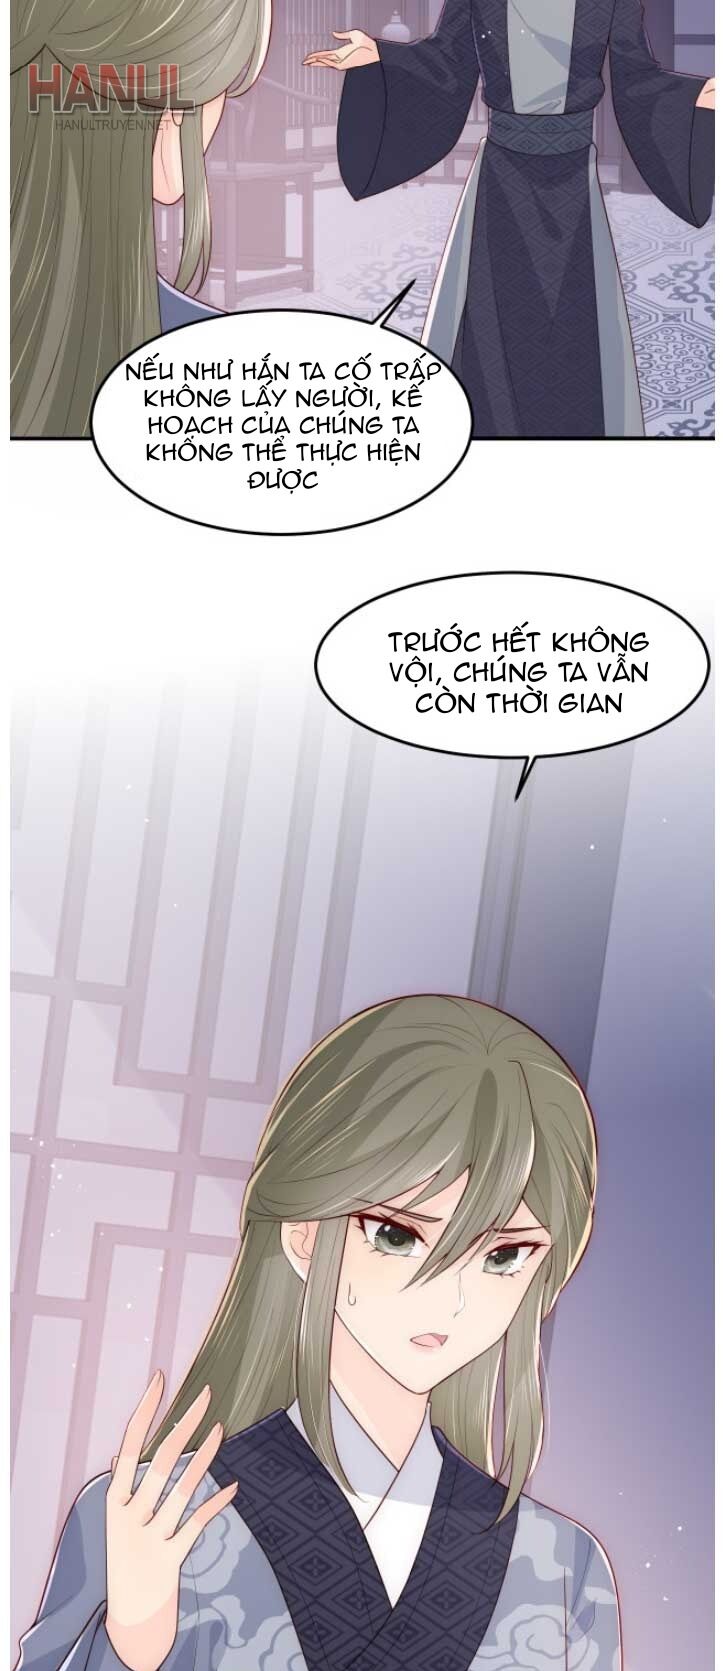 HANUL
HANULTRUYEN.NET
NẾU NHƯ HẮN TA CỐ TRẤP
KHÔNG LẤY NGƯỜI, KẾ
HOẠCH CỦA CHÚNG TA
KHÔNG THỂ THỰC HIỆN
ĐƯỢC
TRƯỚC HẾT KHÔNG
VỘI, CHÚNG TA VẪN
CÒN THỜI GIAN